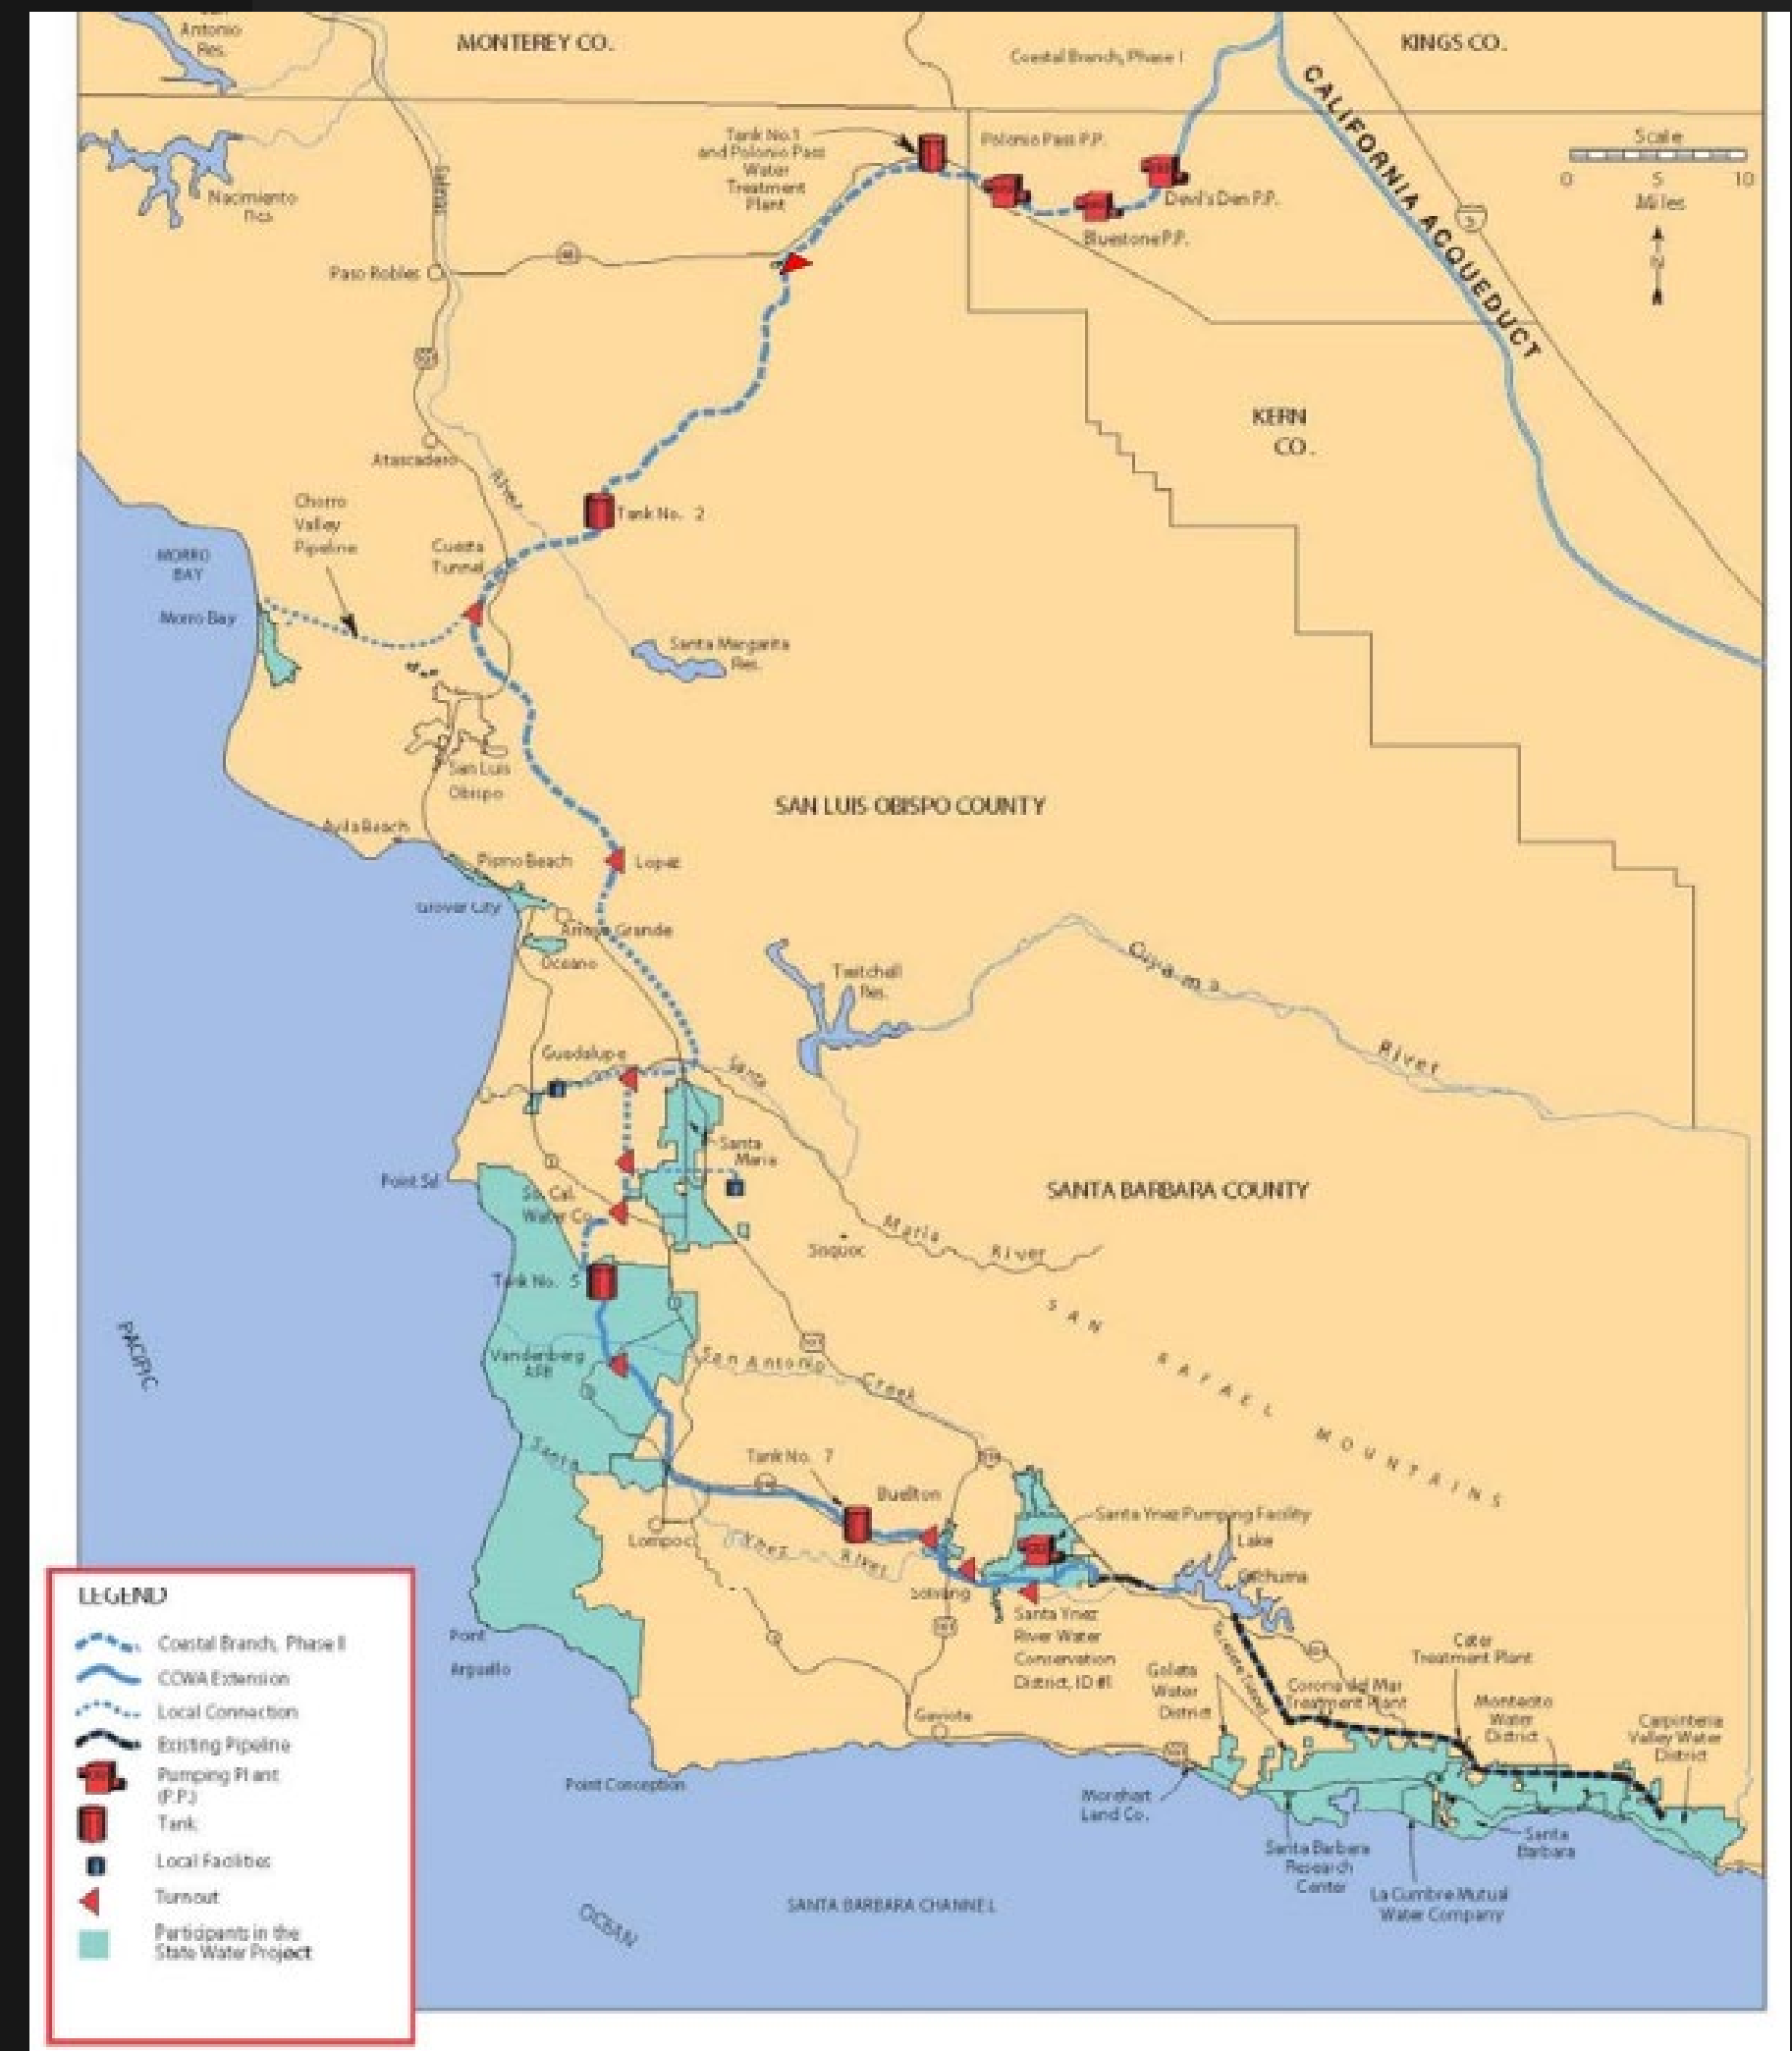 Antonio
Res.
MONTEREY CO.
Coastal Branch, Phase I
KINGS CO.
CALIFORNIA ACQUEDUCT
Tank No.1
and Polonio Pass
Water
Treatment
Plant
Polonio Pass P.P.
Scale
0 5 10
Miles
N
5
Nacimiento
Salinas
Devil's Den P.P.
Bluestone P.P.
Paso Robles
46
101
KERN
CO.
Atascadero
River
Chorro
Valley
Pipeline
Tank No. 2
MORRO
BAY
Cuesta
Tunnel
Morro Bay
Santa Margarita
Res.
San Luis
Obispo
SAN LUIS OBISPO COUNTY
Avila Beach
Pismo Beach
Lopez
Grover City
Arroyo Grande
Oceano
Twitchell
Res.
Cuyama
River
Guadalupe
Santa
Santa
Maria
Point Sal
So. Cal.
Water Co.
SANTA BARBARA COUNTY
Maria
River
Sisquoc
Tank No. 5
SAN
RAFAEL
MOUNTAINS
PACIFIC
Vandenberg
AFB
San Antonio
Creek
Santa
Tank No. 7
Buellton
Santa Ynez Pumping Facility
Lake
Cachuma
Lompoc
Ynez
River
Solvang
Santa Ynez
River Water
Conservation
District, ID #1
Tecolote Tunnel
Point
Arguello
Goleta
Water
District
Cater
Treatment Plant
Corona del Mar
Treatment Plant
Montecito
Water
District
Carpinteria
Valley Water
District
Gaviota
Point Conception
Morehart
Land Co.
Santa Barbara
Research
Center
Santa
Barbara
La Cumbre Mutual
Water Company
SANTA BARBARA CHANNEL
OCEAN
LEGEND
Coastal Branch, Phase II
CCWA Extension
Local Connection
Existing Pipeline
Pumping Plant
(P.P.)
Tank
Local Facilities
Turnout
Participants in the
State Water Project